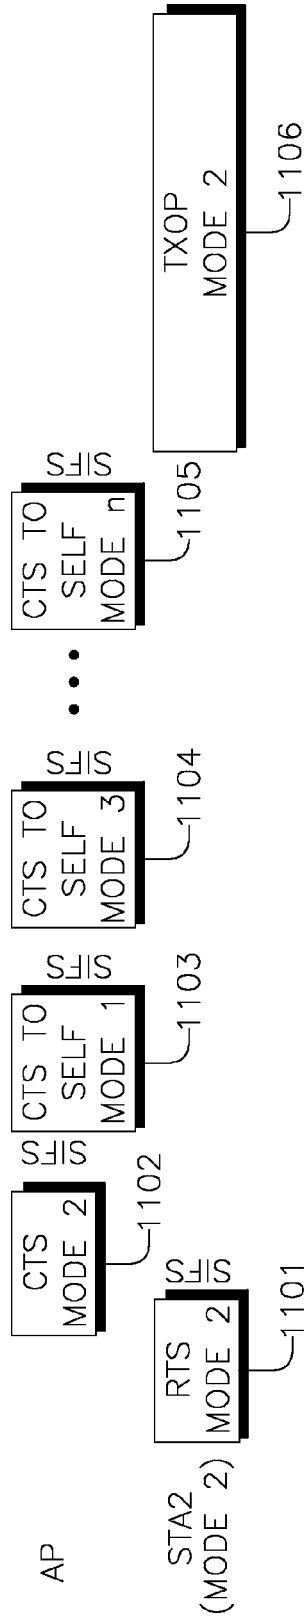 AP
CTS
MODE 2
1102
SIFS
CTS TO
SELF
MODE 1
1103
SIFS
CTS TO
SELF
MODE 3
1104
SIFS
•••
CTS TO
SELF
MODE n
1105
SIFS
STA2
(MODE 2)
RTS
MODE 2
1101
SIFS
TXOP
MODE 2
1106